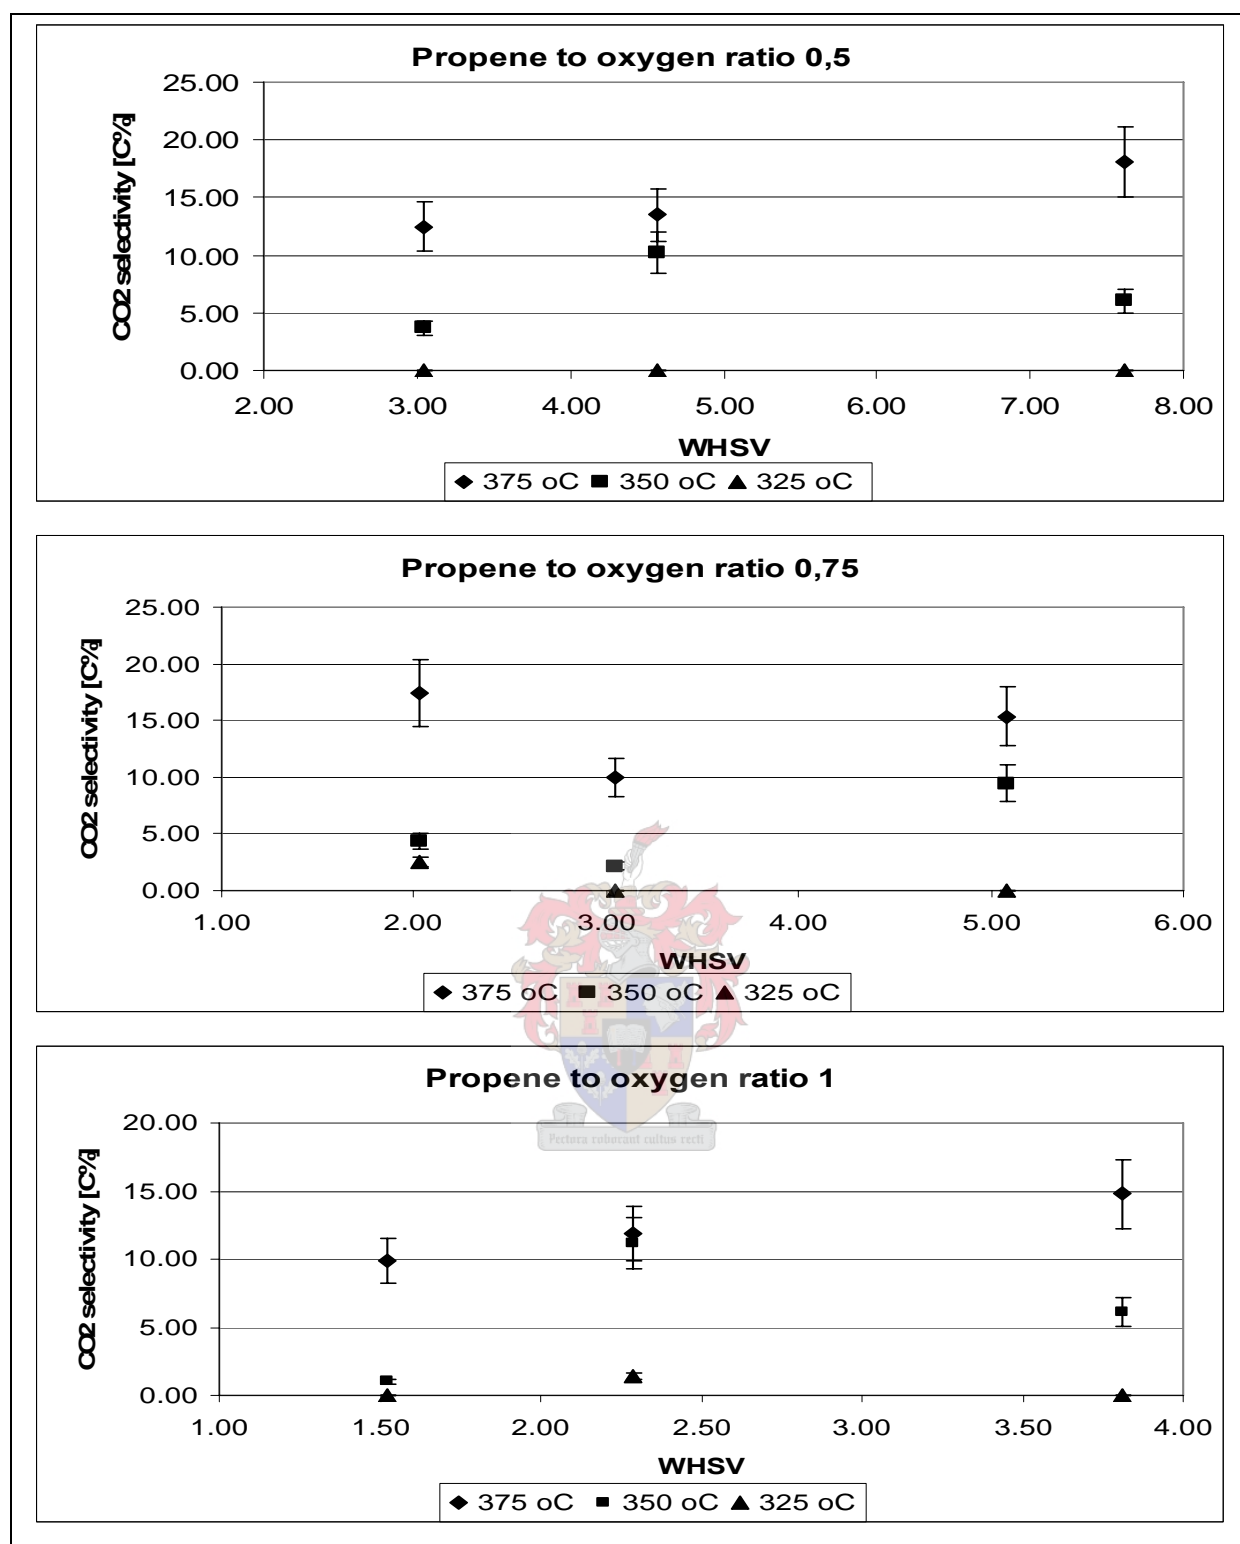 Propene to oxygen ratio 0,5
CO2 selectivity [C%]
25.00
20.00
15.00
10.00
5.00
0.00
2.00 3.00 4.00 5.00 6.00 7.00 8.00
WHSV
375 oC 350 oC 325 oC
Propene to oxygen ratio 0,75
CO2 selectivity [C%]
25.00
20.00
15.00
10.00
5.00
0.00
1.00 2.00 3.00 4.00 5.00 6.00
WHSV
375 oC 350 oC 325 oC
Propene to oxygen ratio 1
CO2 selectivity [C%]
20.00
15.00
10.00
5.00
0.00
Pectora roborant cultus recti
1.00 1.50 2.00 2.50 3.00 3.50 4.00
WHSV
375 oC 350 oC 325 oC